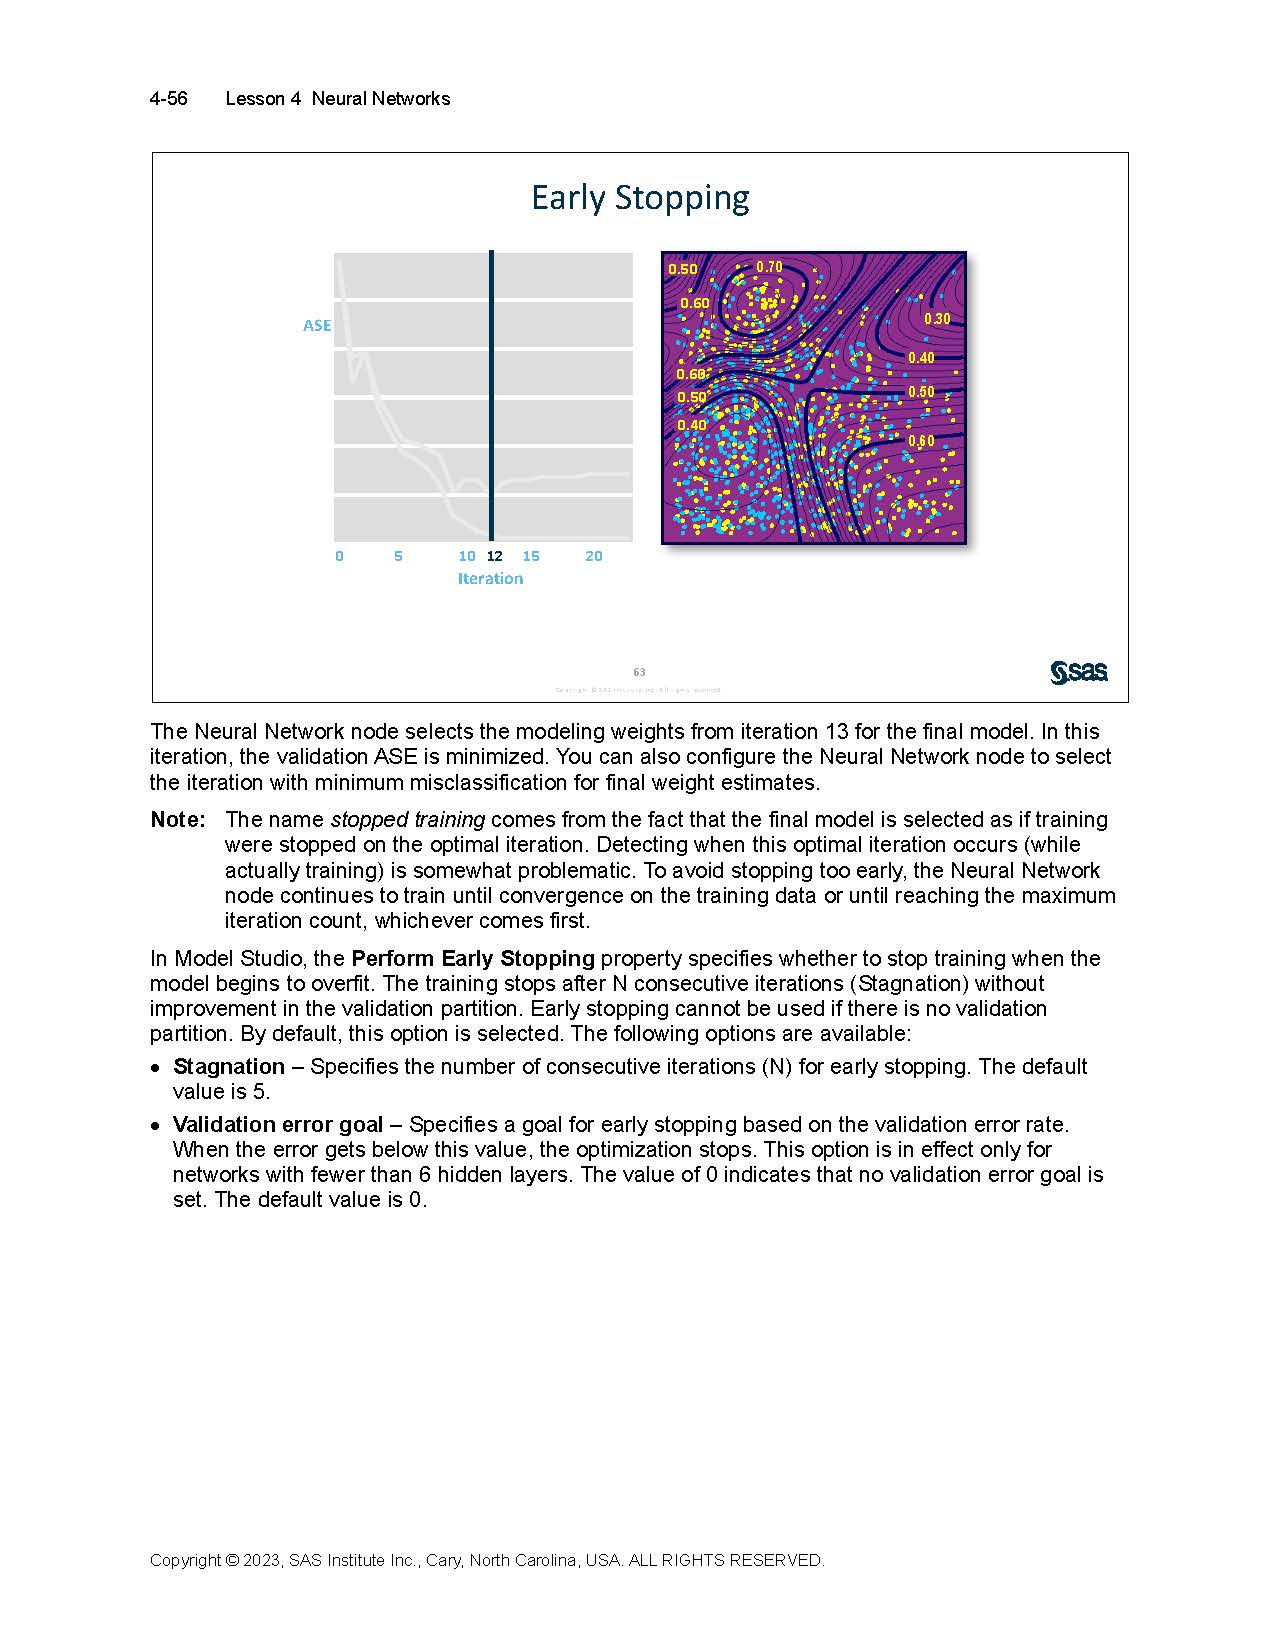 4-56 Lesson 4 Neural Networks
Early Stopping
ASE
0 5 10 12 15 20
Iteration
0.50 0.70
0.60
0.30
0.40
0.60
0.50
0.50
0.40
0.60
63
Copyright © SAS Institute Inc. All rights reserved.
sas
The Neural Network node selects the modeling weights from iteration 13 for the final model. In this
iteration, the validation ASE is minimized. You can also configure the Neural Network node to select
the iteration with minimum misclassification for final weight estimates.
Note: The name stopped training comes from the fact that the final model is selected as if training
were stopped on the optimal iteration. Detecting when this optimal iteration occurs (while
actually training) is somewhat problematic. To avoid stopping too early, the Neural Network
node continues to train until convergence on the training data or until reaching the maximum
iteration count, whichever comes first.
In Model Studio, the Perform Early Stopping property specifies whether to stop training when the
model begins to overfit. The training stops after N consecutive iterations (Stagnation) without
improvement in the validation partition. Early stopping cannot be used if there is no validation
partition. By default, this option is selected. The following options are available:
• Stagnation – Specifies the number of consecutive iterations (N) for early stopping. The default
value is 5.
• Validation error goal – Specifies a goal for early stopping based on the validation error rate.
When the error gets below this value, the optimization stops. This option is in effect only for
networks with fewer than 6 hidden layers. The value of 0 indicates that no validation error goal is
set. The default value is 0.
Copyright © 2023, SAS Institute Inc., Cary, North Carolina, USA. ALL RIGHTS RESERVED.